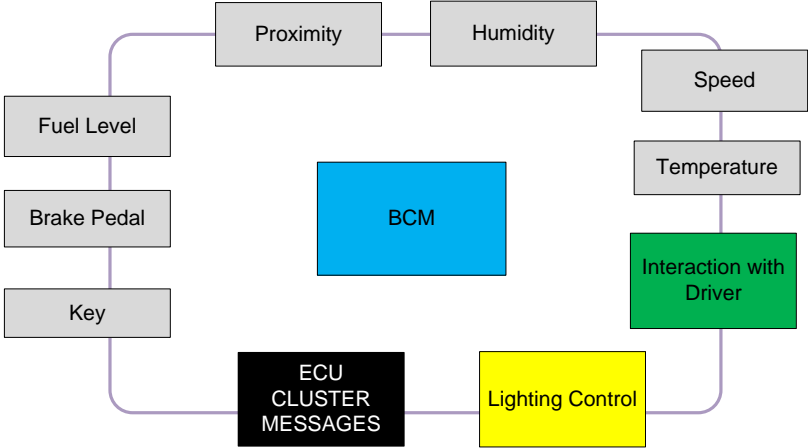 Proximity
Humidity
Speed
Fuel Level
Temperature
Brake Pedal
BCM
Interaction with
Driver
Key
ECU
CLUSTER
MESSAGES
Lighting Control